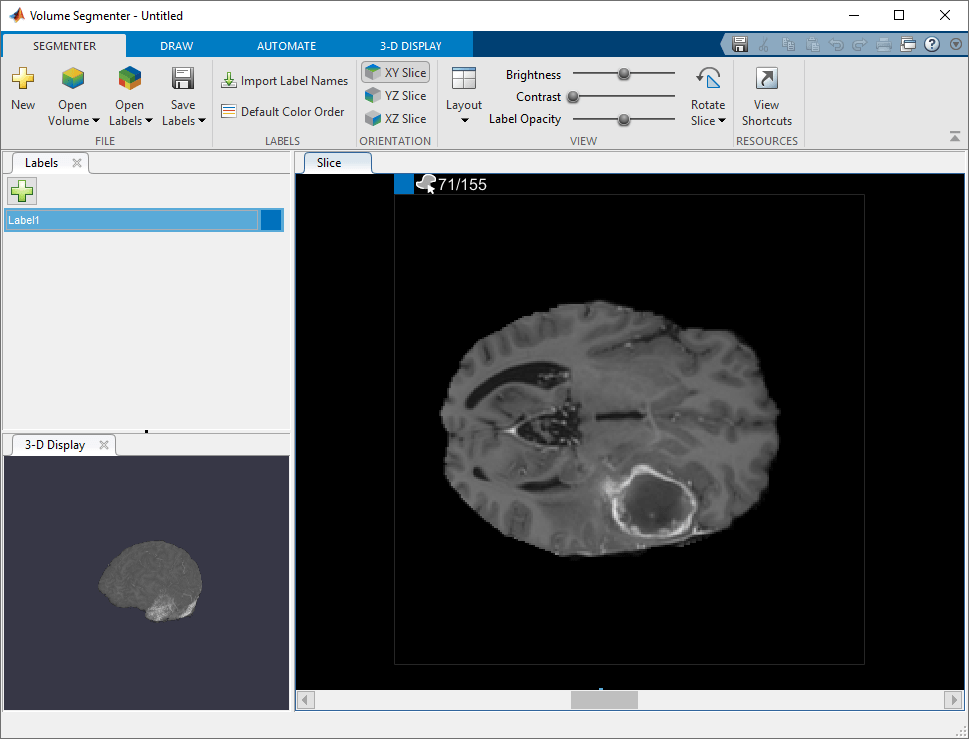 Volume Segmenter - Untitled
SEGMENTER DRAW AUTOMATE 3-D DISPLAY
New
Open Volume
Open Labels
Save Labels
FILE
Import Label Names
Default Color Order
LABELS
XY Slice
YZ Slice
XZ Slice
ORIENTATION
Layout
Brightness
Contrast
Label Opacity
VIEW
Rotate Slice
View Shortcuts
RESOURCES
Labels
Label1
3-D Display
Slice
71/155